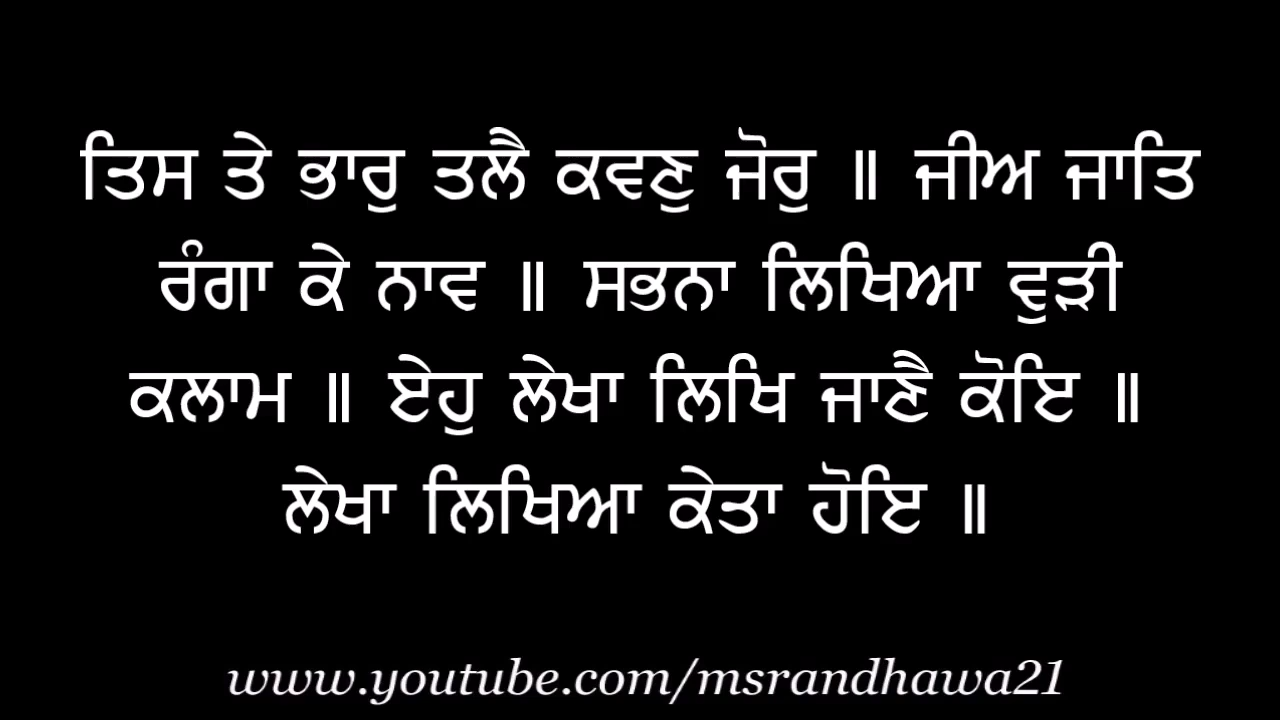 ਤਿਸ ਤੇ ਭਾਰੁ ਤਲੈ ਕਵਣੁ ਜੋਰੁ ॥ ਜੀਅ ਜਾਤਿ
ਰੰਗਾ ਕੇ ਨਾਵ ॥ ਸਭਨਾ ਲਿਖਿਆ ਵੁੜੀ
ਕਲਾਮ ॥ ਏਹੁ ਲੇਖਾ ਲਿਖਿ ਜਾਣੈ ਕੋਇ ॥
ਲੇਖਾ ਲਿਖਿਆ ਕੇਤਾ ਹੋਇ ॥
www.youtube.com/msrandhawa21